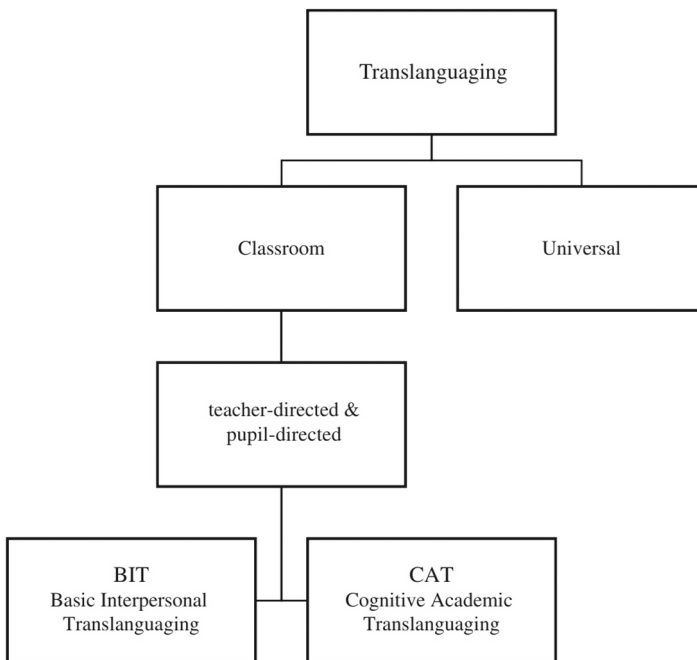 Translanguaging
Classroom
Universal
teacher-directed &
pupil-directed
BIT
Basic Interpersonal
Translanguaging
CAT
Cognitive Academic
Translanguaging